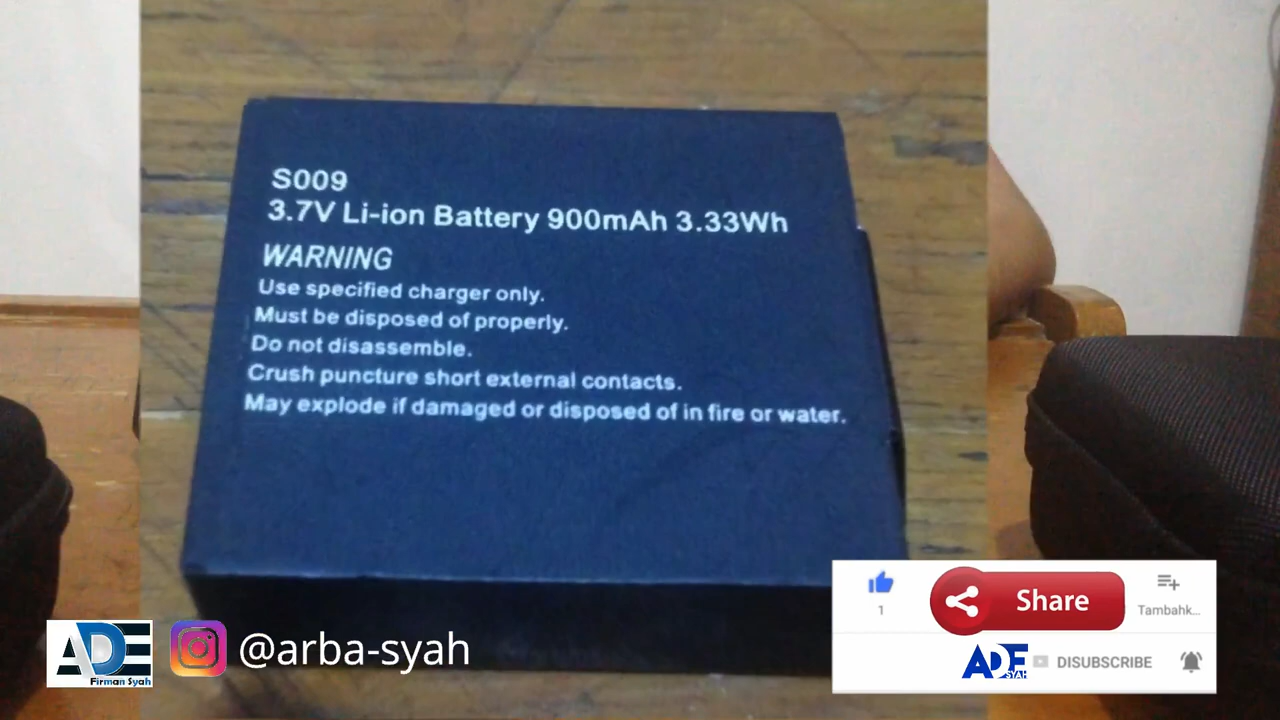 S009
3.7V Li-ion Battery 900mAh 3.33Wh
WARNING
Use specified charger only.
Must be disposed of properly.
Do not disassemble.
Crush puncture short external contacts.
May explode if damaged or disposed of in fire or water.
ADE
Firman Syah
@arba-syah
1
Share
Tambahk...
ADF
SYAH
DISUBSCRIBE